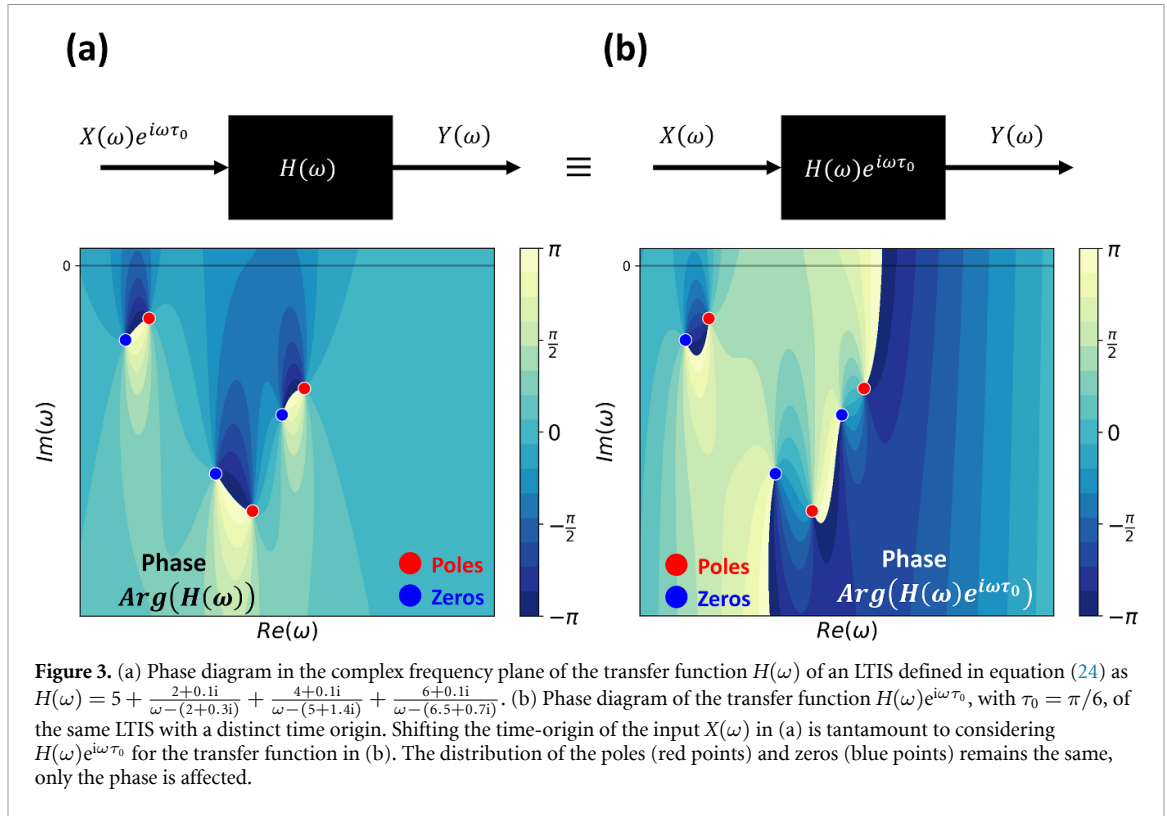 (a) (b)
X(ω)e^{iωτ₀} Y(ω) X(ω) Y(ω)
H(ω) ≡ H(ω)e^{iωτ₀}
π π
0 0
π/2 π/2
Im(ω) 0 Im(ω) 0
−π/2 −π/2
Phase Poles Poles Phase
Arg(H(ω)) Zeros Zeros Arg(H(ω)e^{iωτ₀})
−π −π
Re(ω) Re(ω)
Figure 3. (a) Phase diagram in the complex frequency plane of the transfer function H(ω) of an LTIS defined in equation (24) as
H(ω) = 5 + (2+0.1i)/(ω−(2+0.3i)) + (4+0.1i)/(ω−(5+1.4i)) + (6+0.1i)/(ω−(6.5+0.7i)). (b) Phase diagram of the transfer function H(ω)e^{iωτ₀}, with τ₀ = π/6, of
the same LTIS with a distinct time origin. Shifting the time-origin of the input X(ω) in (a) is tantamount to considering
H(ω)e^{iωτ₀} for the transfer function in (b). The distribution of the poles (red points) and zeros (blue points) remains the same,
only the phase is affected.